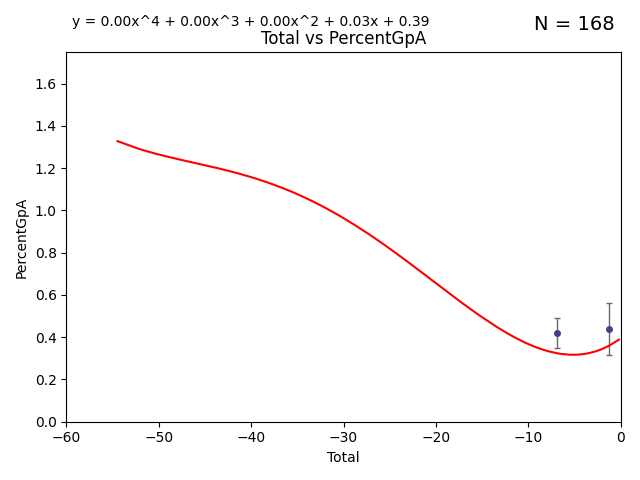 y = 0.00x^4 + 0.00x^3 + 0.00x^2 + 0.03x + 0.39
N = 168
Total vs PercentGpA
PercentGpA
1.6
1.4
1.2
1.0
0.8
0.6
0.4
0.2
0.0
−60 −50 −40 −30 −20 −10 0
Total